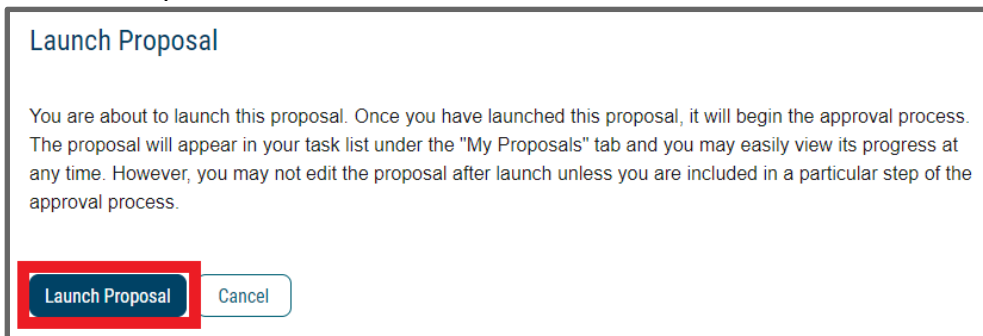 Launch Proposal
You are about to launch this proposal. Once you have launched this proposal, it will begin the approval process.
The proposal will appear in your task list under the "My Proposals" tab and you may easily view its progress at
any time. However, you may not edit the proposal after launch unless you are included in a particular step of the
approval process.
Launch Proposal Cancel